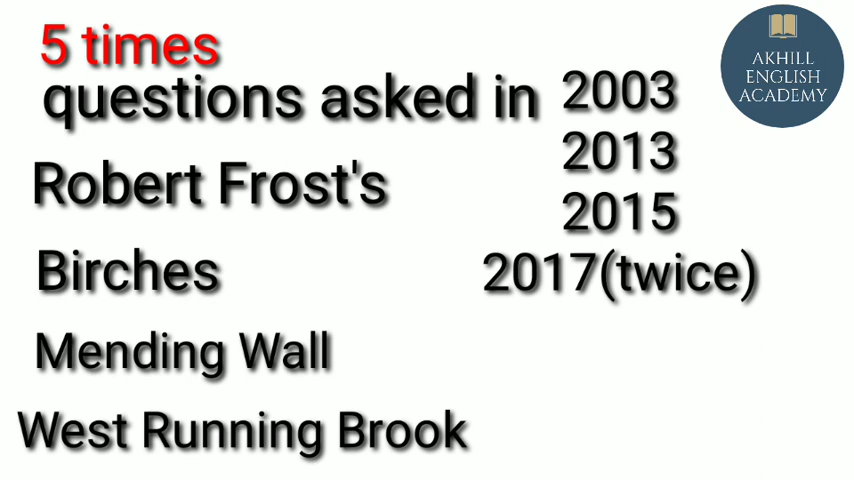 5 times
questions asked in 2003
2013
Robert Frost's
2015
Birches
2017(twice)
Mending Wall
West Running Brook
AKHILL
ENGLISH
ACADEMY